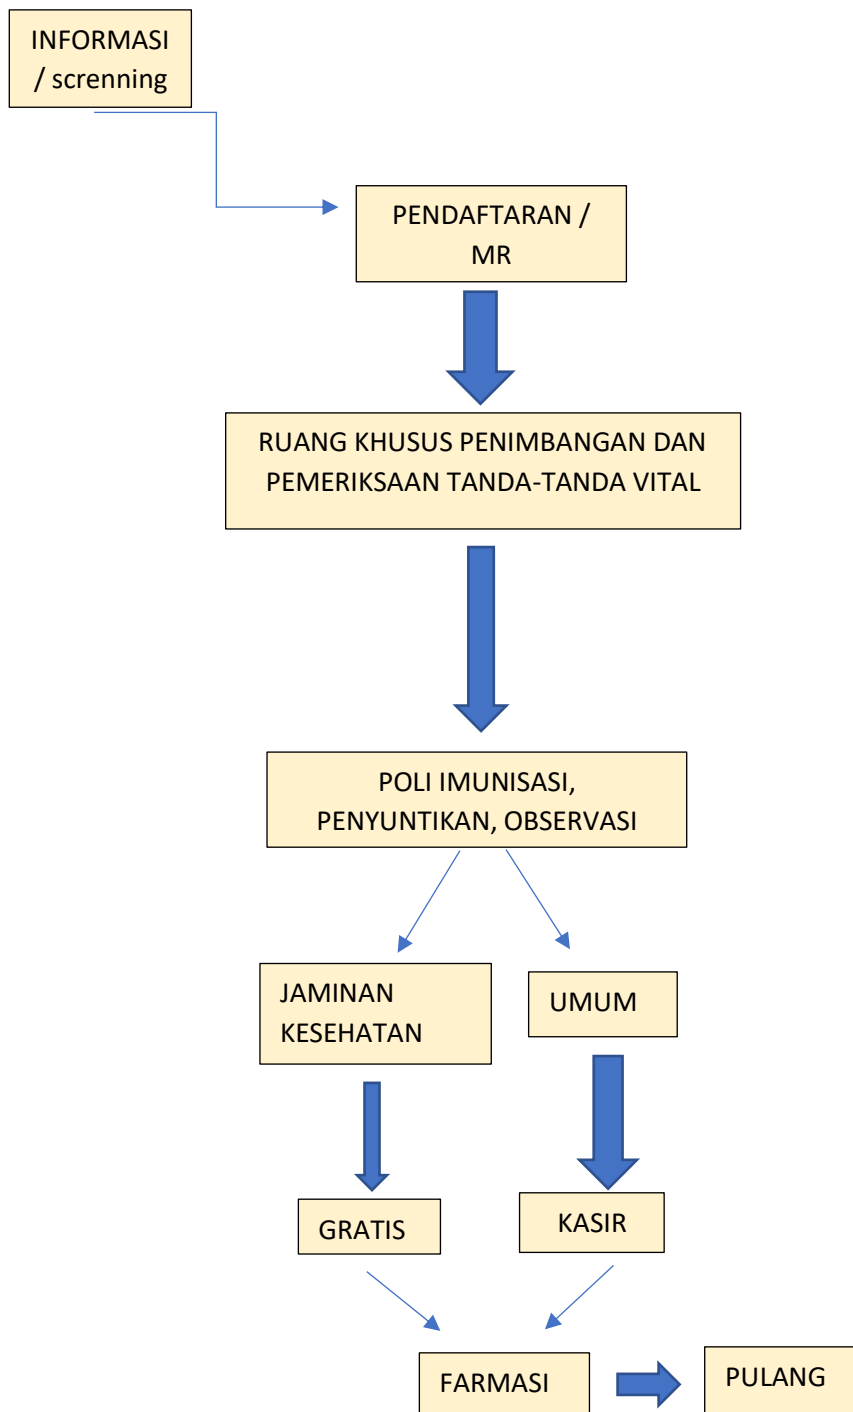 INFORMASI
/ screnning
PENDAFTARAN /
MR
RUANG KHUSUS PENIMBANGAN DAN
PEMERIKSAAN TANDA-TANDA VITAL
POLI IMUNISASI,
PENYUNTIKAN, OBSERVASI
JAMINAN
KESEHATAN
UMUM
GRATIS
KASIR
FARMASI
PULANG